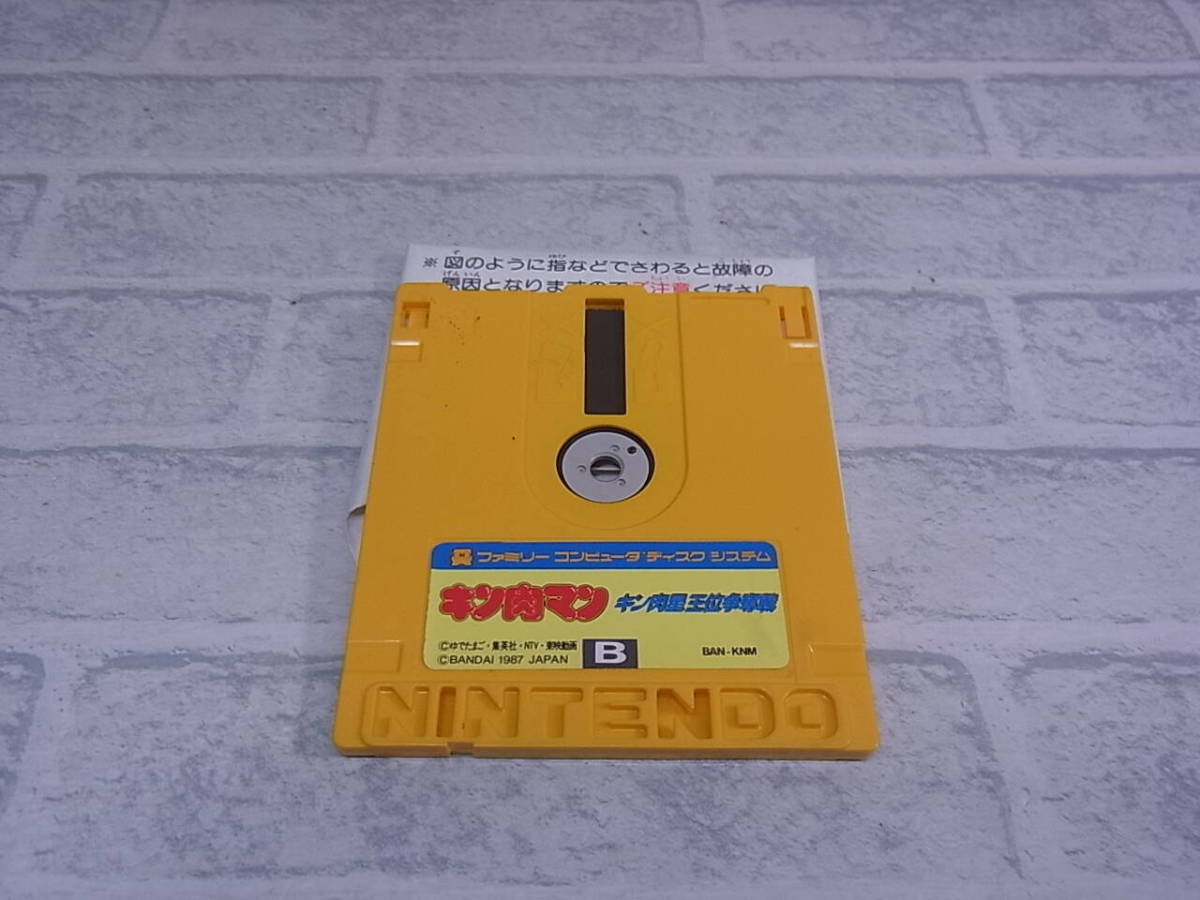 ※図のように指などでさわると故障の
原因となりますのでご注意ください
ファミリー コンピュータ ディスク システム
キン肉マン キン肉星王位争奪戦
©ゆでたまご・集英社・NTV・東映動画
©BANDAI 1987 JAPAN
B
BAN-KNM
NINTENDO